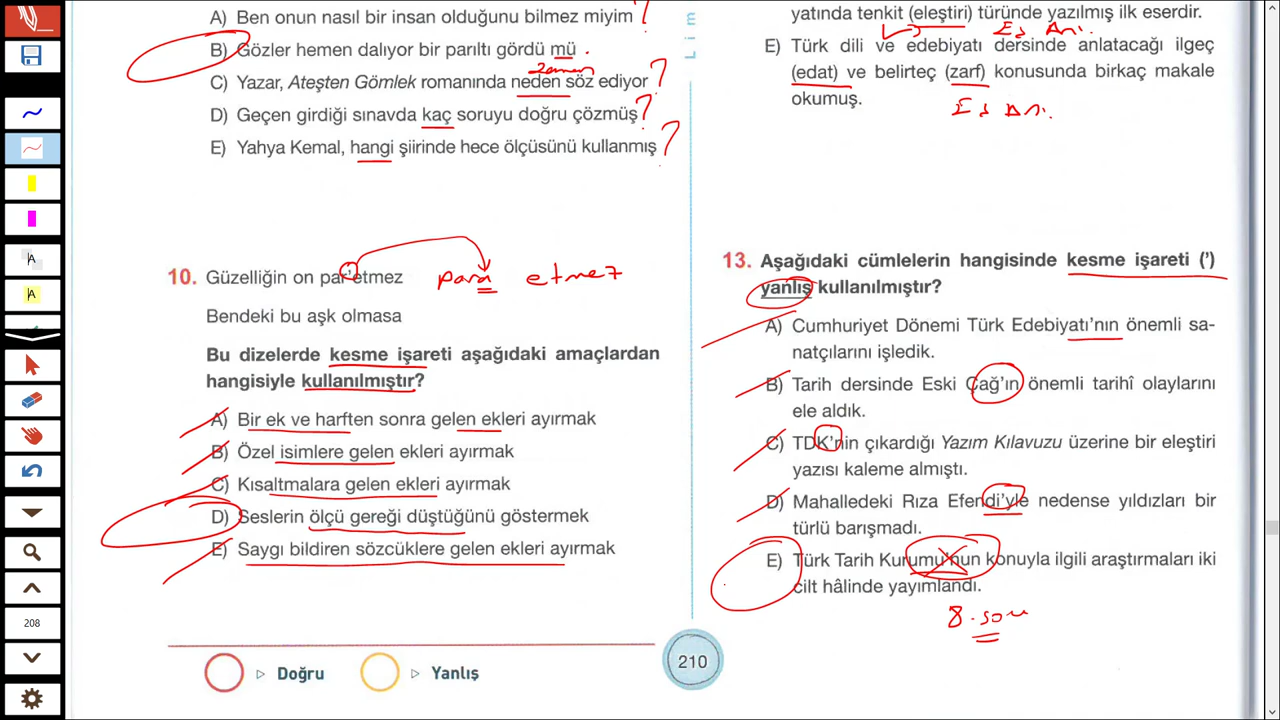 A) Ben onun nasıl bir insan olduğunu bilmez miyim ?
B) Gözler hemen dalıyor bir parıltı gördü mü .
zaman
C) Yazar, Ateşten Gömlek romanında neden söz ediyor ?
D) Geçen girdiği sınavda kaç soruyu doğru çözmüş ?
E) Yahya Kemal, hangi şiirinde hece ölçüsünü kullanmış ?
10. Güzelliğin on par'etmez para etmez
Bendeki bu aşk olmasa
Bu dizelerde kesme işareti aşağıdaki amaçlardan
hangisiyle kullanılmıştır?
A) Bir ek ve harften sonra gelen ekleri ayırmak
B) Özel isimlere gelen ekleri ayırmak
C) Kısaltmalara gelen ekleri ayırmak
D) Seslerin ölçü gereği düştüğünü göstermek
E) Saygı bildiren sözcüklere gelen ekleri ayırmak
Doğru
Yanlış
210
yatında tenkit (eleştiri) türünde yazılmış ilk eserdir.
Eş An.
E) Türk dili ve edebiyatı dersinde anlatacağı ilgeç
(edat) ve belirteç (zarf) konusunda birkaç makale
okumuş.
Eş An.
13. Aşağıdaki cümlelerin hangisinde kesme işareti (')
yanlış kullanılmıştır?
A) Cumhuriyet Dönemi Türk Edebiyatı'nın önemli sa-
natçılarını işledik.
B) Tarih dersinde Eski Çağ'ın önemli tarihî olaylarını
ele aldık.
C) TDK'nin çıkardığı Yazım Kılavuzu üzerine bir eleştiri
yazısı kaleme almıştı.
D) Mahalledeki Rıza Efendi'yle nedense yıldızları bir
türlü barışmadı.
E) Türk Tarih Kurumu'nun konuyla ilgili araştırmaları iki
cilt hâlinde yayımlandı.
8. soru
A
A
208